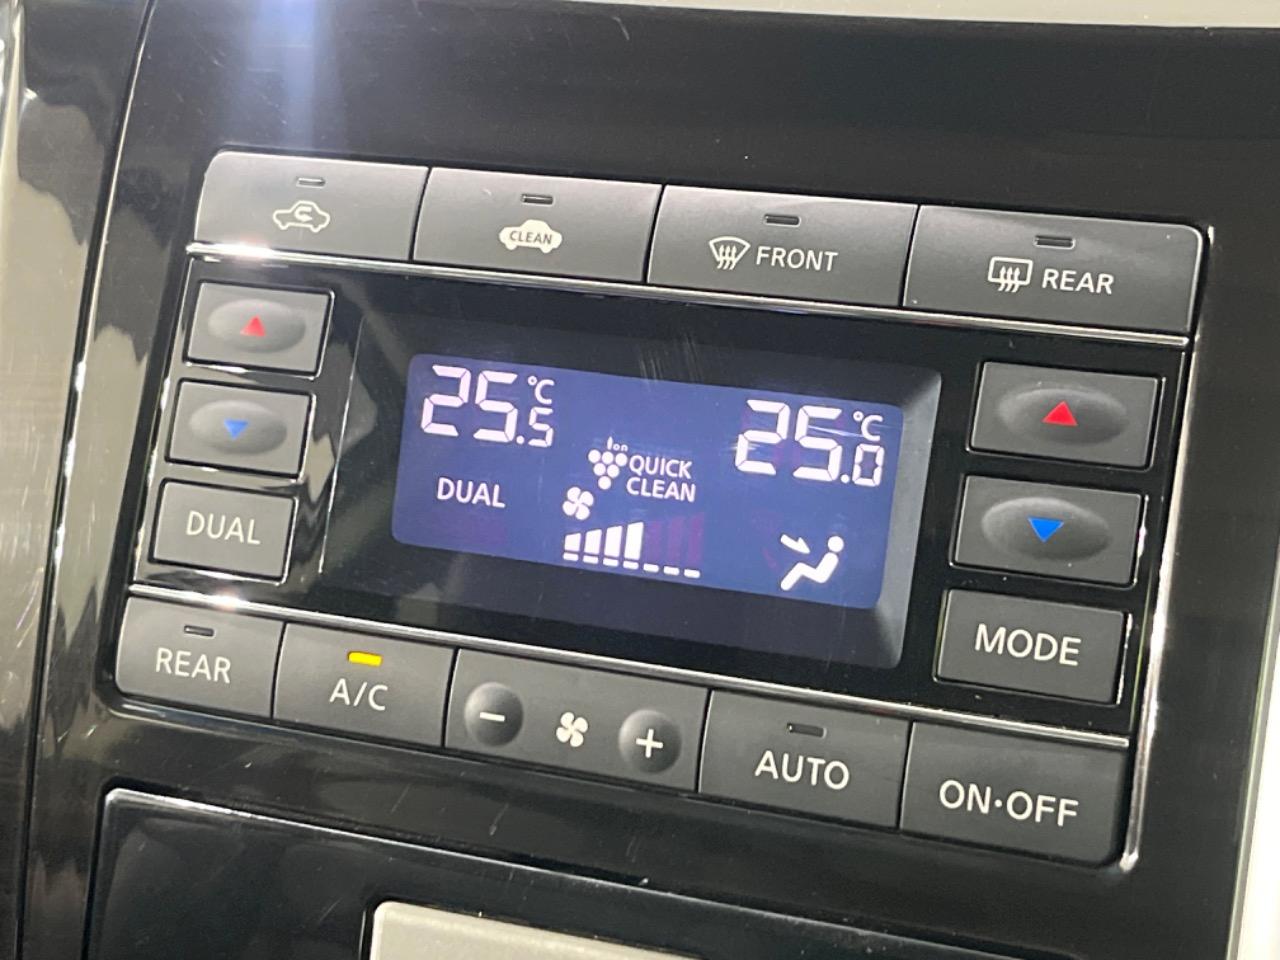 CLEAN
FRONT
REAR
25.5 °C
25.0 °C
ion
QUICK
CLEAN
DUAL
DUAL
MODE
REAR
A/C
− +
AUTO
ON·OFF